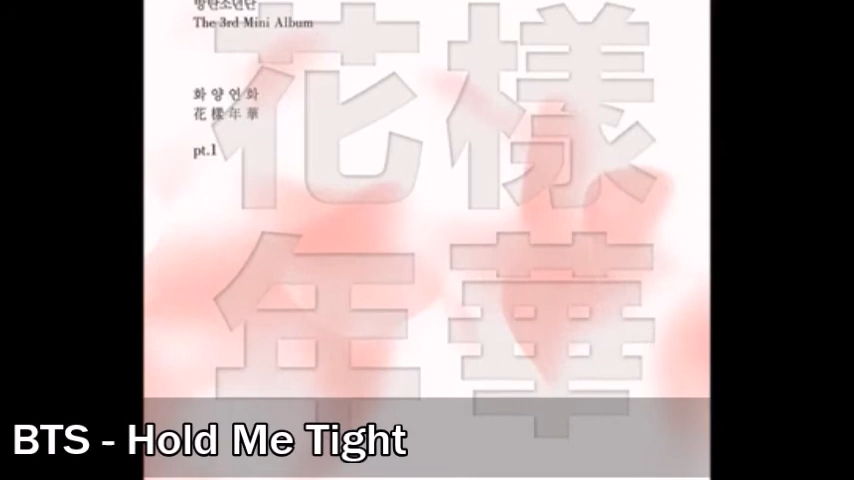 방탄소년단
The 3rd Mini Album
화양연화
花樣年華
pt.1
花樣
年華
BTS - Hold Me Tight